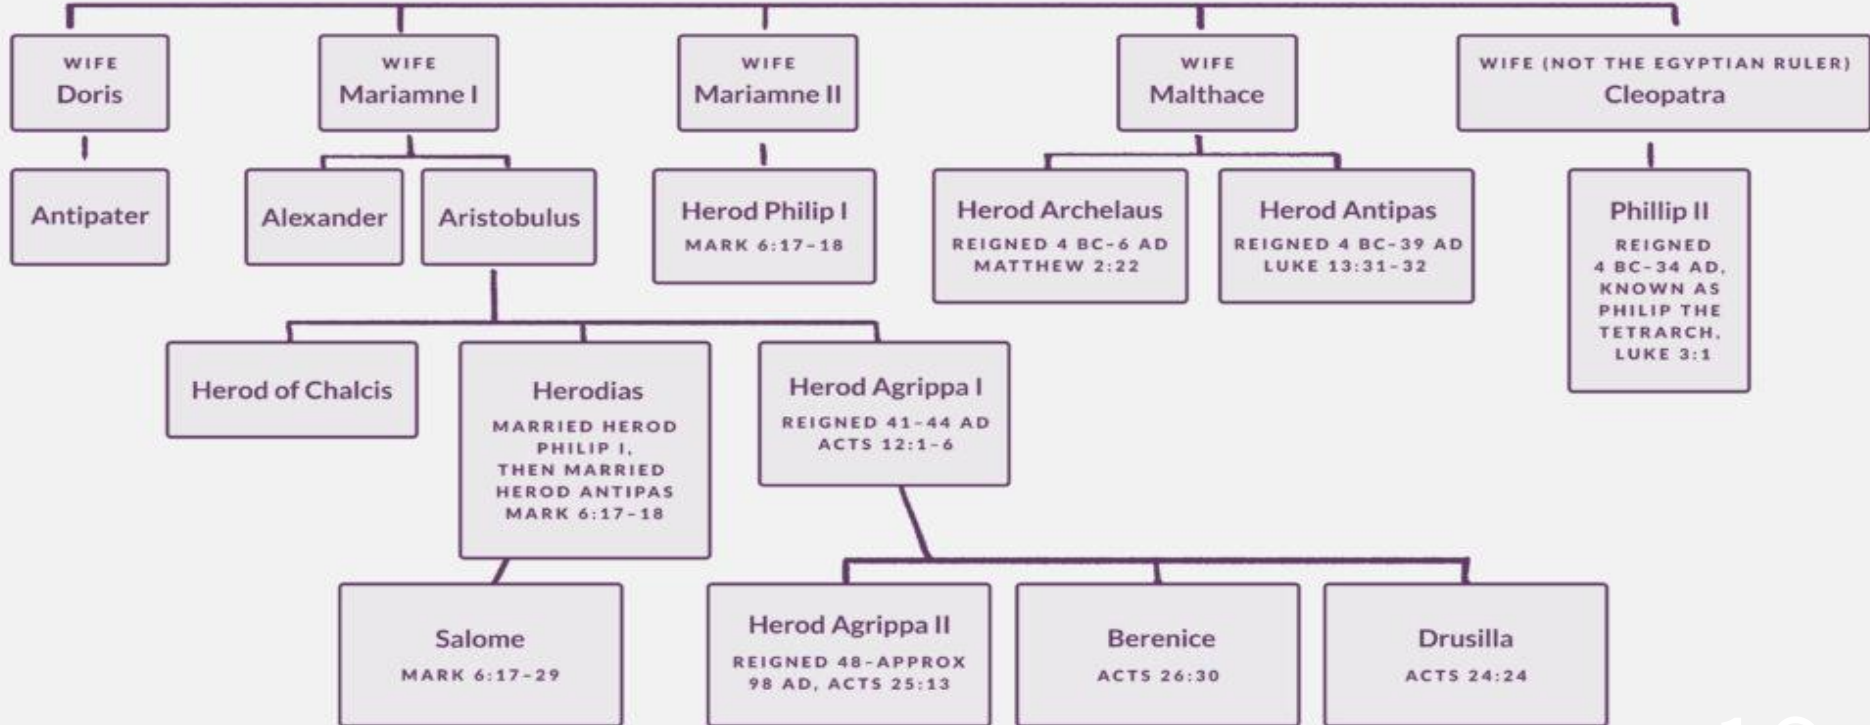 WIFE
Doris
WIFE
Mariamne I
WIFE
Mariamne II
WIFE
Malthace
WIFE (NOT THE EGYPTIAN RULER)
Cleopatra
Antipater
Alexander
Aristobulus
Herod Philip I
MARK 6:17–18
Herod Archelaus
REIGNED 4 BC–6 AD
MATTHEW 2:22
Herod Antipas
REIGNED 4 BC–39 AD
LUKE 13:31–32
Phillip II
REIGNED
4 BC–34 AD,
KNOWN AS
PHILIP THE
TETRARCH,
LUKE 3:1
Herod of Chalcis
Herodias
MARRIED HEROD
PHILIP I,
THEN MARRIED
HEROD ANTIPAS
MARK 6:17–18
Herod Agrippa I
REIGNED 41–44 AD
ACTS 12:1–6
Salome
MARK 6:17–29
Herod Agrippa II
REIGNED 48–APPROX
98 AD, ACTS 25:13
Berenice
ACTS 26:30
Drusilla
ACTS 24:24